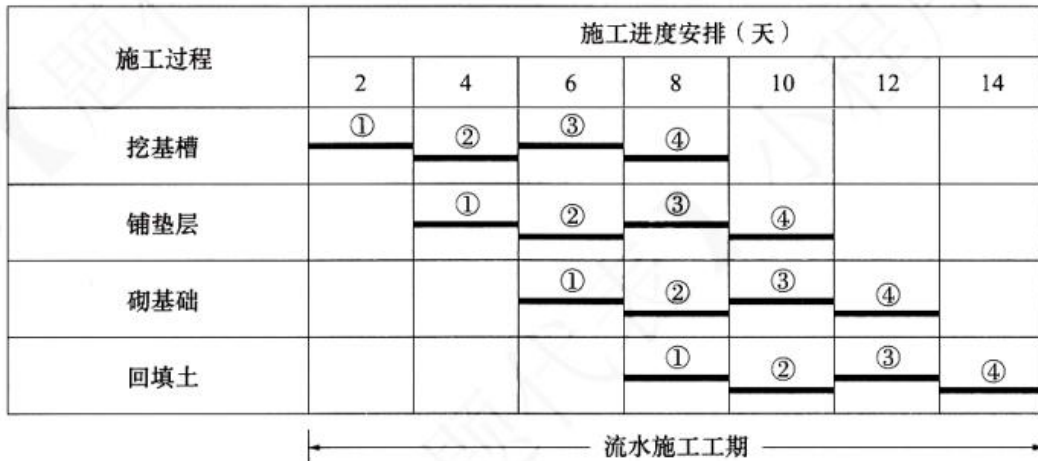 施工过程
施工进度安排（天）
2 4 6 8 10 12 14
挖基槽 ① ② ③ ④
铺垫层 ① ② ③ ④
砌基础 ① ② ③ ④
回填土 ① ② ③ ④
流水施工工期